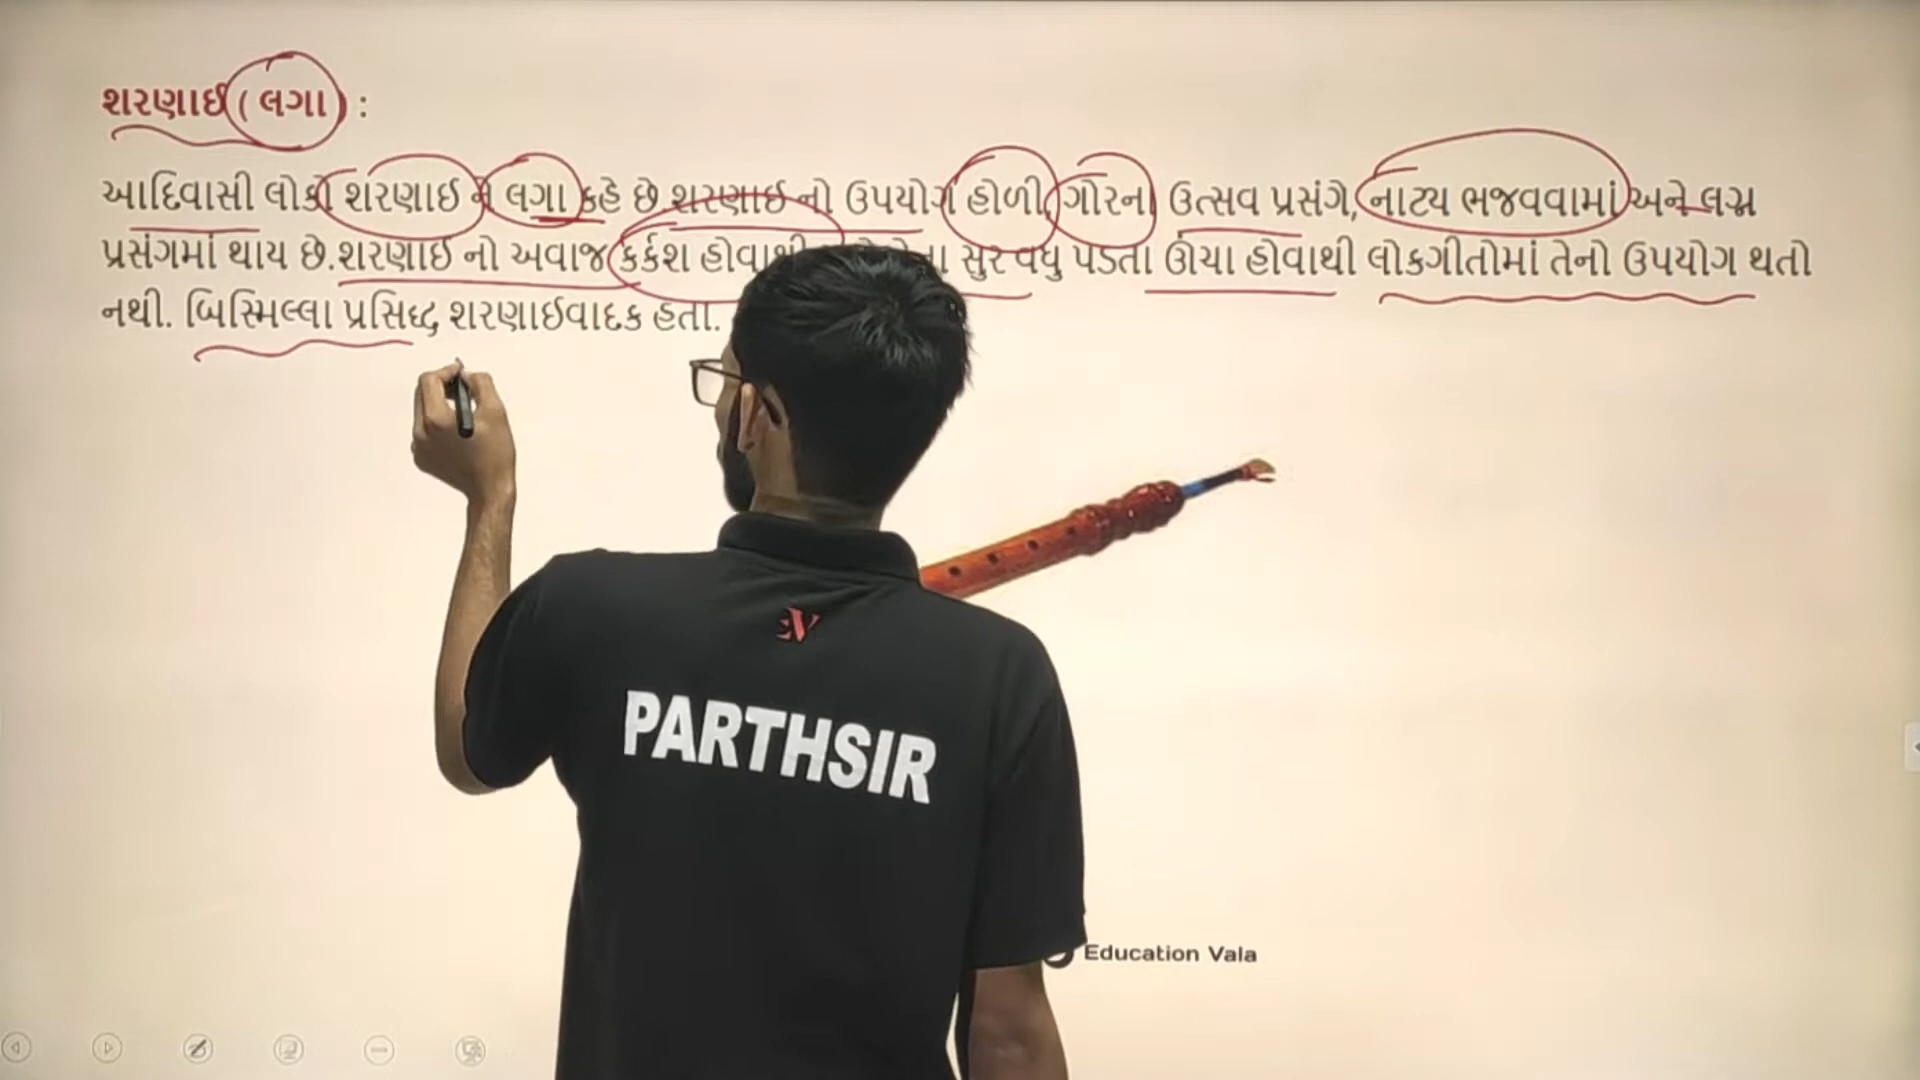 શરણાઈ ( લગા ) :
આદિવાસી લોકો શરણાઈ ને લગા કહે છે શરણાઈ નો ઉપયોગ હોળી, ગોરના ઉત્સવ પ્રસંગે, નાટ્ય ભજવવામાં અને લગ્ન
પ્રસંગમાં થાય છે.શરણાઈ નો અવાજ કર્કશ હોવાથી સુર વધુ પડતા ઊંચા હોવાથી લોકગીતોમાં તેનો ઉપયોગ થતો
નથી. બિસ્મિલ્લા પ્રસિદ્ધ શરણાઈવાદક હતા.
PARTHSIR
Education Vala